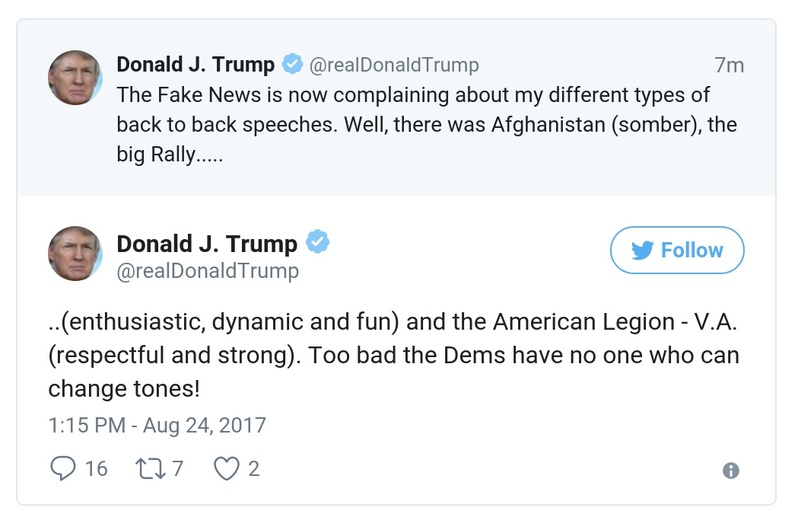 Donald J. Trump @realDonaldTrump 7m
The Fake News is now complaining about my different types of
back to back speeches. Well, there was Afghanistan (somber), the
big Rally.....
Donald J. Trump
@realDonaldTrump
Follow
..(enthusiastic, dynamic and fun) and the American Legion - V.A.
(respectful and strong). Too bad the Dems have no one who can
change tones!
1:15 PM - Aug 24, 2017
16 7 2